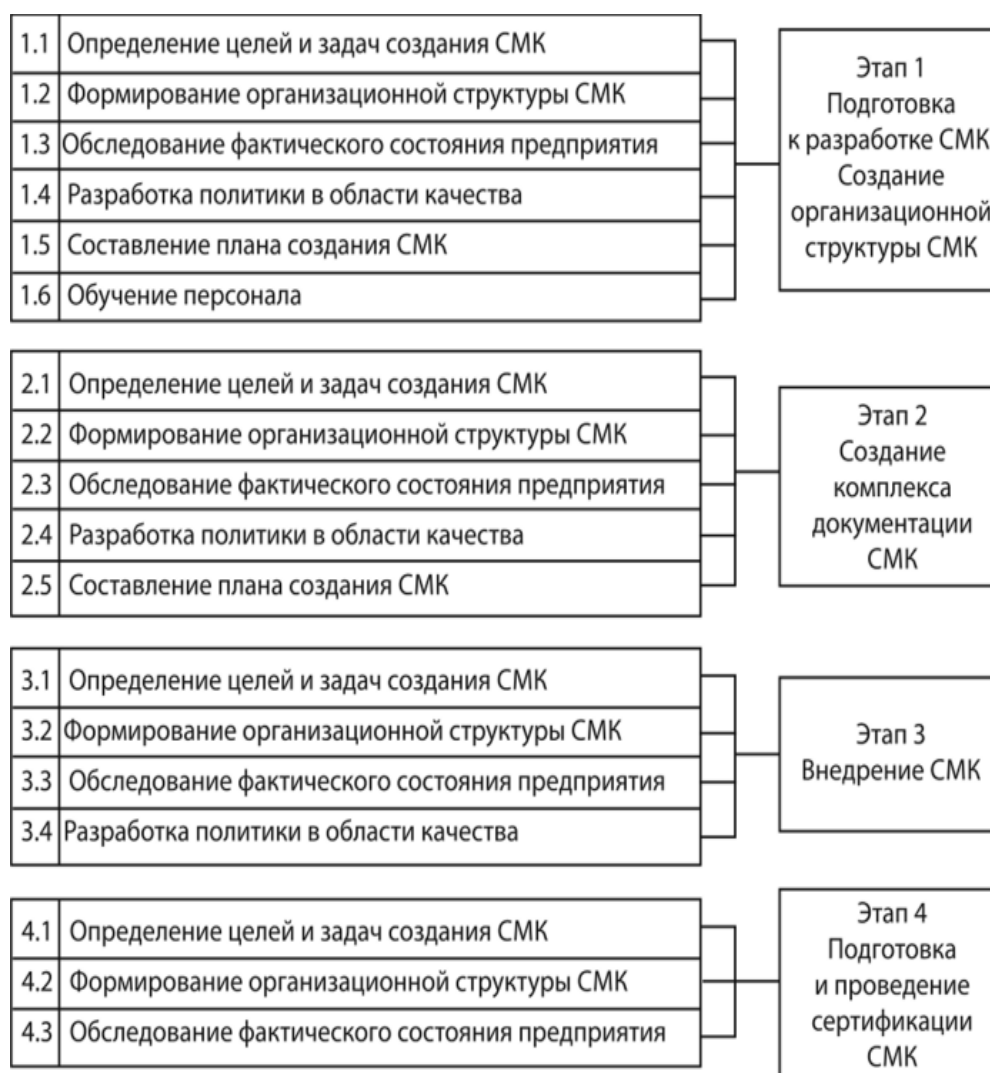 1.1 Определение целей и задач создания СМК
1.2 Формирование организационной структуры СМК
1.3 Обследование фактического состояния предприятия
1.4 Разработка политики в области качества
1.5 Составление плана создания СМК
1.6 Обучение персонала
Этап 1
Подготовка
к разработке СМК
Создание
организационной
структуры СМК
2.1 Определение целей и задач создания СМК
2.2 Формирование организационной структуры СМК
2.3 Обследование фактического состояния предприятия
2.4 Разработка политики в области качества
2.5 Составление плана создания СМК
Этап 2
Создание
комплекса
документации
СМК
3.1 Определение целей и задач создания СМК
3.2 Формирование организационной структуры СМК
3.3 Обследование фактического состояния предприятия
3.4 Разработка политики в области качества
Этап 3
Внедрение СМК
4.1 Определение целей и задач создания СМК
4.2 Формирование организационной структуры СМК
4.3 Обследование фактического состояния предприятия
Этап 4
Подготовка
и проведение
сертификации
СМК